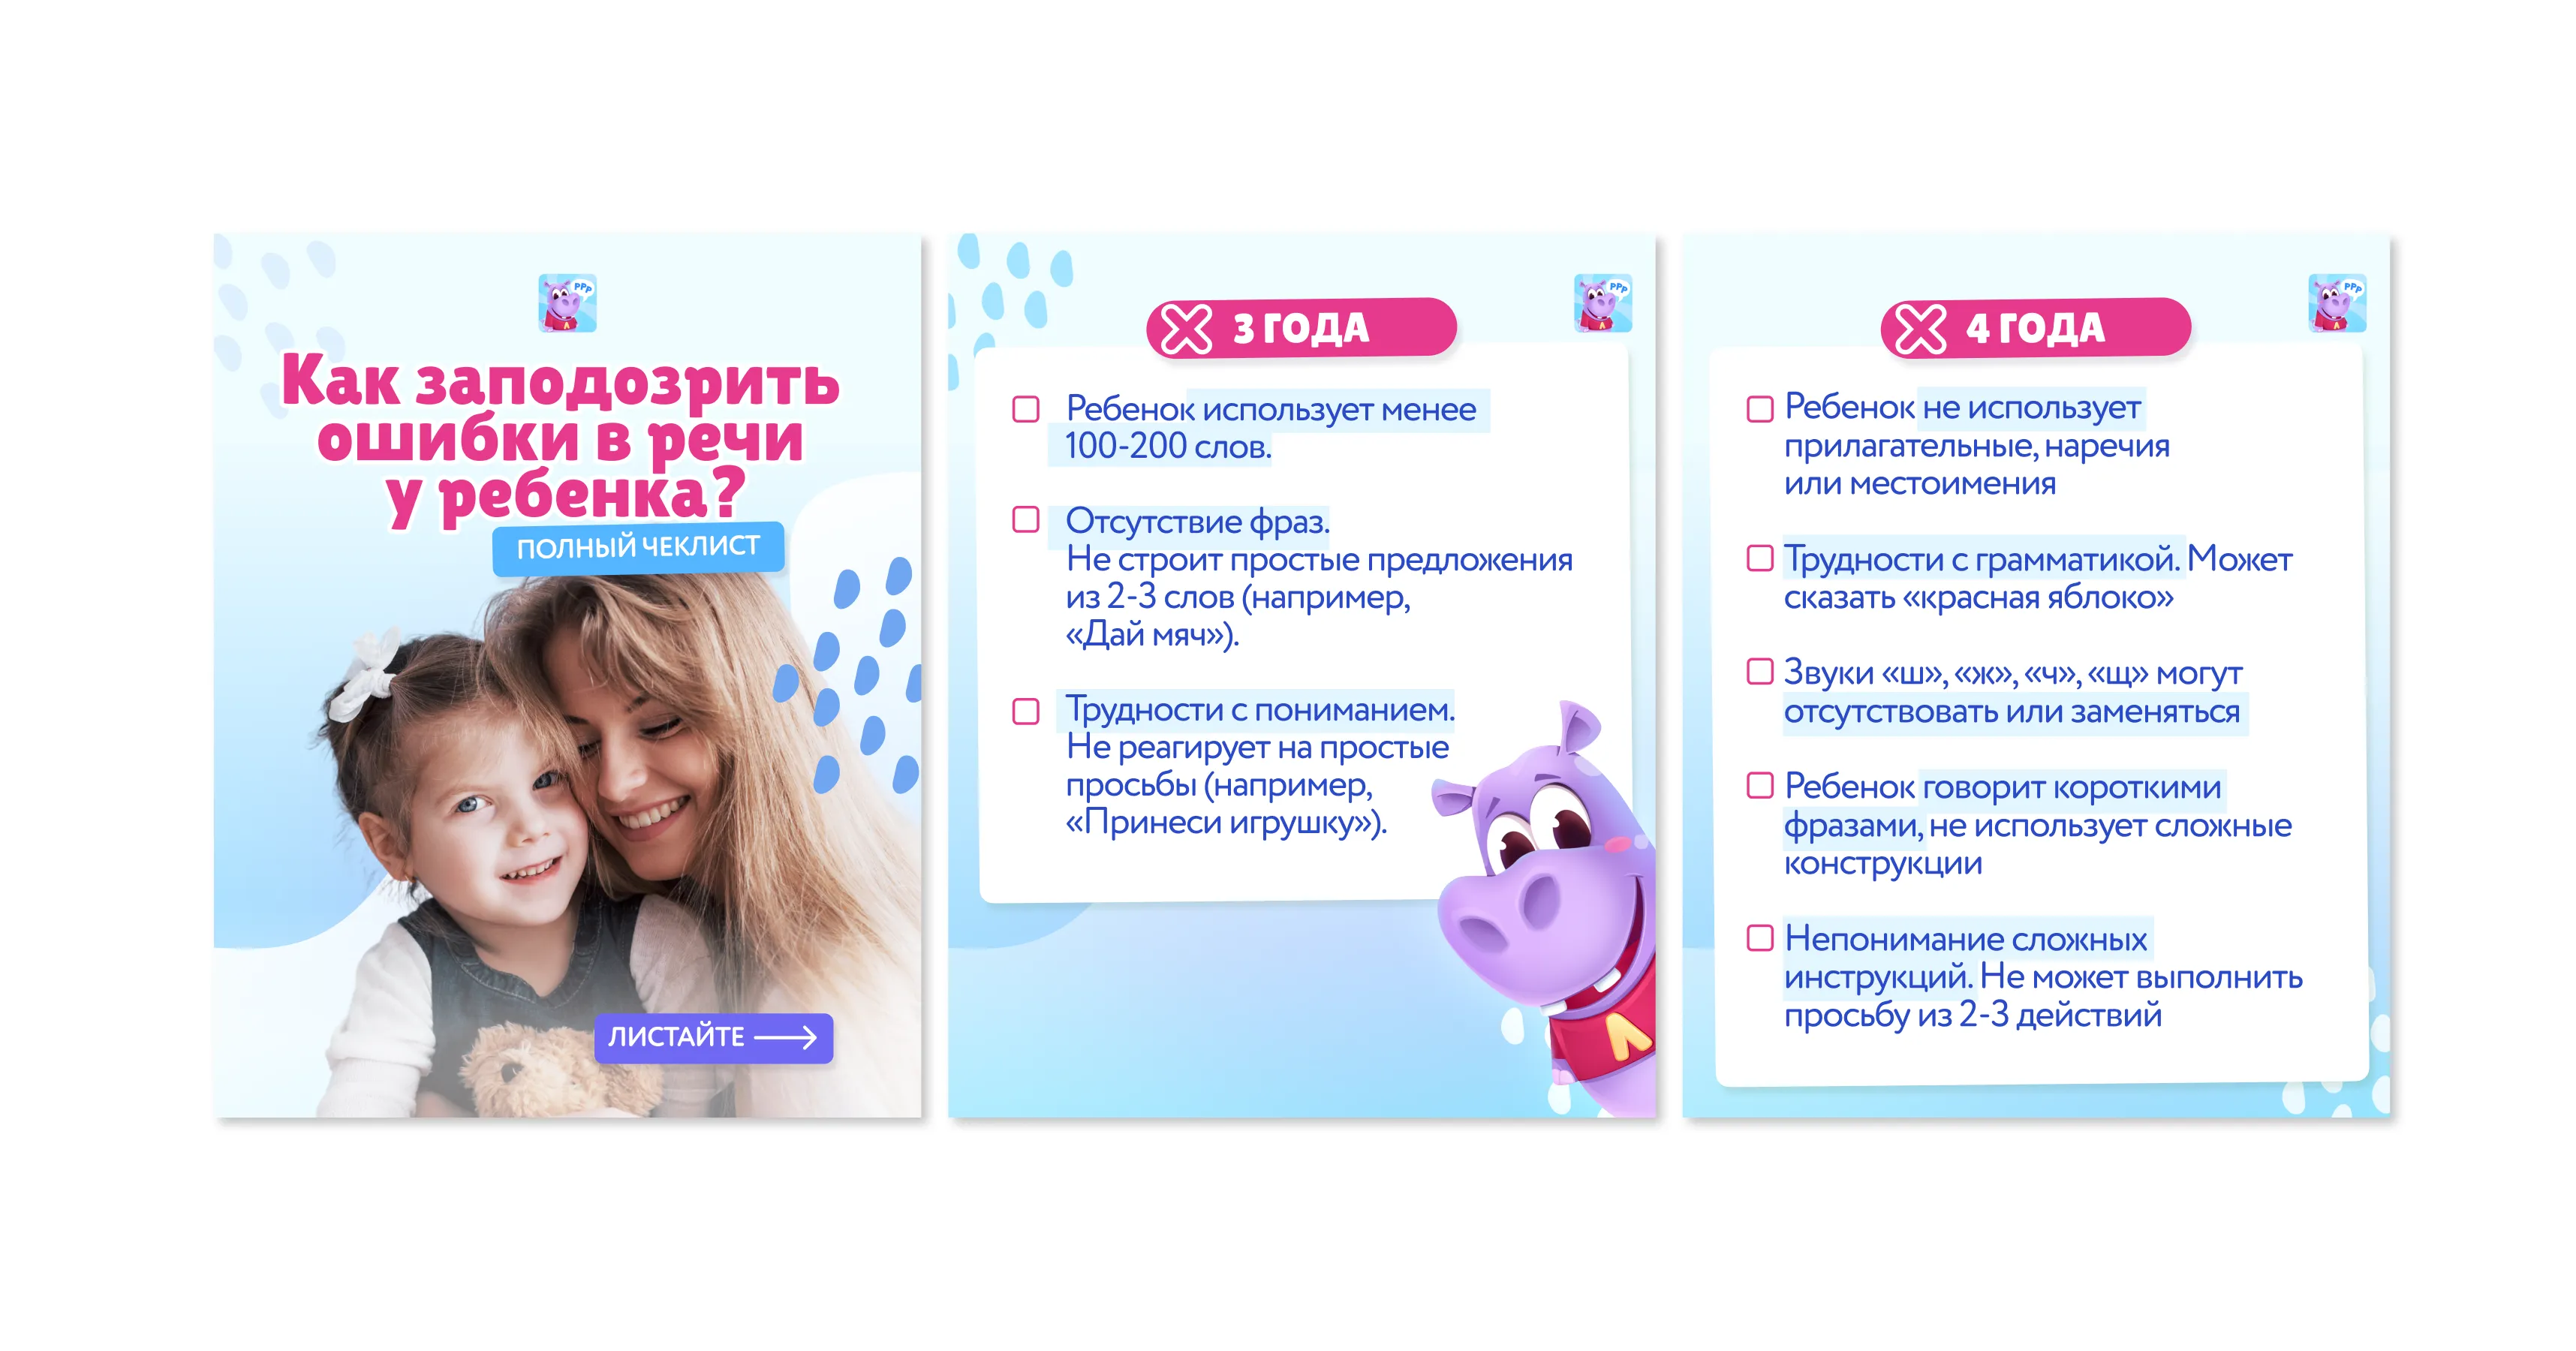 РРР
Л
Как заподозрить
ошибки в речи
у ребенка?
ПОЛНЫЙ ЧЕКЛИСТ
ЛИСТАЙТЕ
РРР
Л
3 ГОДА
Ребенок использует менее
100-200 слов.
Отсутствие фраз.
Не строит простые предложения
из 2-3 слов (например,
«Дай мяч»).
Трудности с пониманием.
Не реагирует на простые
просьбы (например,
«Принеси игрушку»).
Л
РРР
Л
4 ГОДА
Ребенок не использует
прилагательные, наречия
или местоимения
Трудности с грамматикой. Может
сказать «красная яблоко»
Звуки «ш», «ж», «ч», «щ» могут
отсутствовать или заменяться
Ребенок говорит короткими
фразами, не использует сложные
конструкции
Непонимание сложных
инструкций. Не может выполнить
просьбу из 2-3 действий